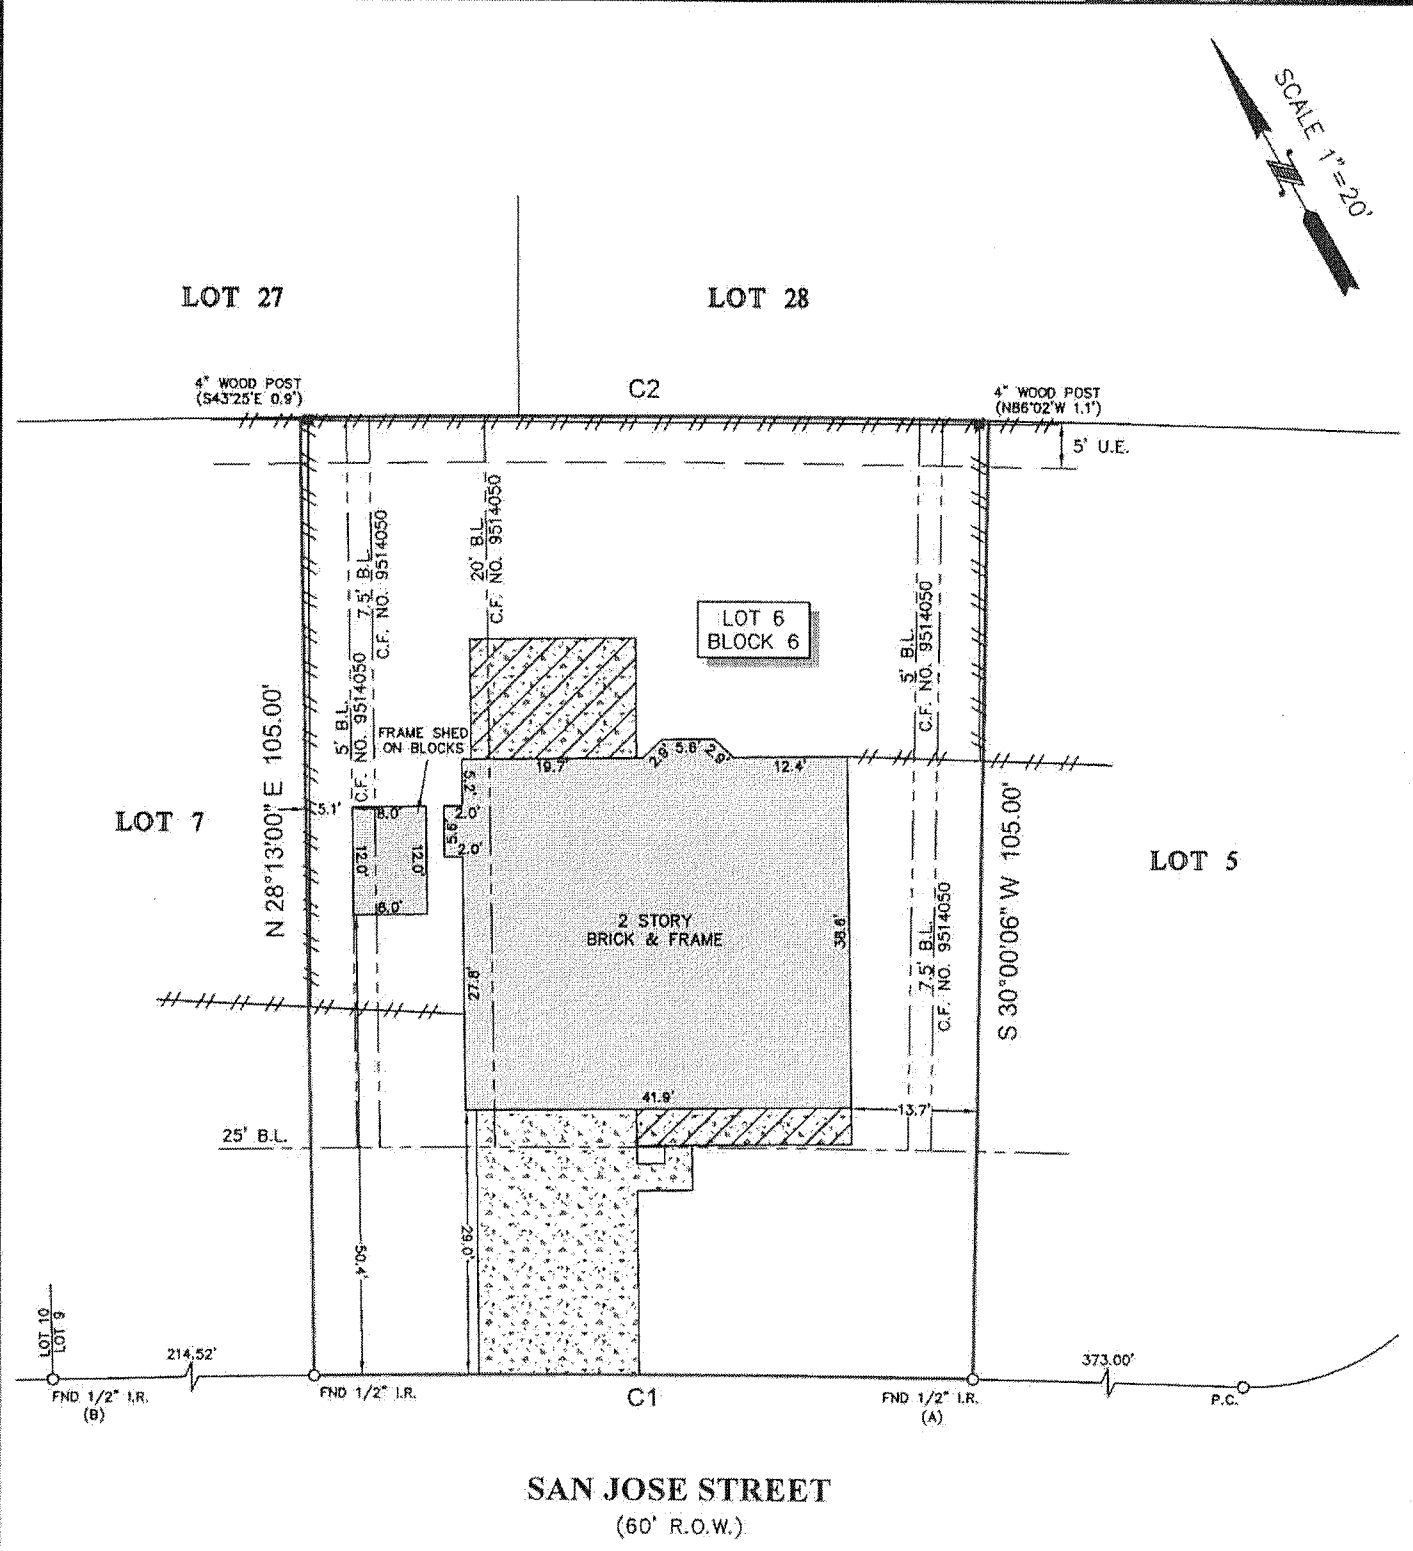 SCALE 1"=20'
LOT 27
LOT 28
4" WOOD POST
(S43°25'E 0.9')
C2
4" WOOD POST
(N86°02'W 1.1')
5' U.E.
20' B.L.
C.F. NO. 9514050
7.5' B.L.
C.F. NO. 9514050
5' B.L.
C.F. NO. 9514050
LOT 6
BLOCK 6
5' B.L.
C.F. NO. 9514050
FRAME SHED
ON BLOCKS
N 28°13'00" E 105.00'
S 30°00'06" W 105.00'
19.7'
2.9'
5.6'
2.9'
12.4'
5.2'
LOT 7
5.1'
8.0'
2.0'
5.6'
2.0'
12.0'
12.0'
8.0'
LOT 5
2 STORY
BRICK & FRAME
38.6'
27.8'
7.5' B.L.
C.F. NO. 9514050
41.9'
13.7'
25' B.L.
50.4'
29.0'
LOT 10
LOT 9
214.52'
373.00'
FND 1/2" I.R.
(B)
FND 1/2" I.R.
C1
FND 1/2" I.R.
(A)
P.C.
SAN JOSE STREET
(60' R.O.W.)